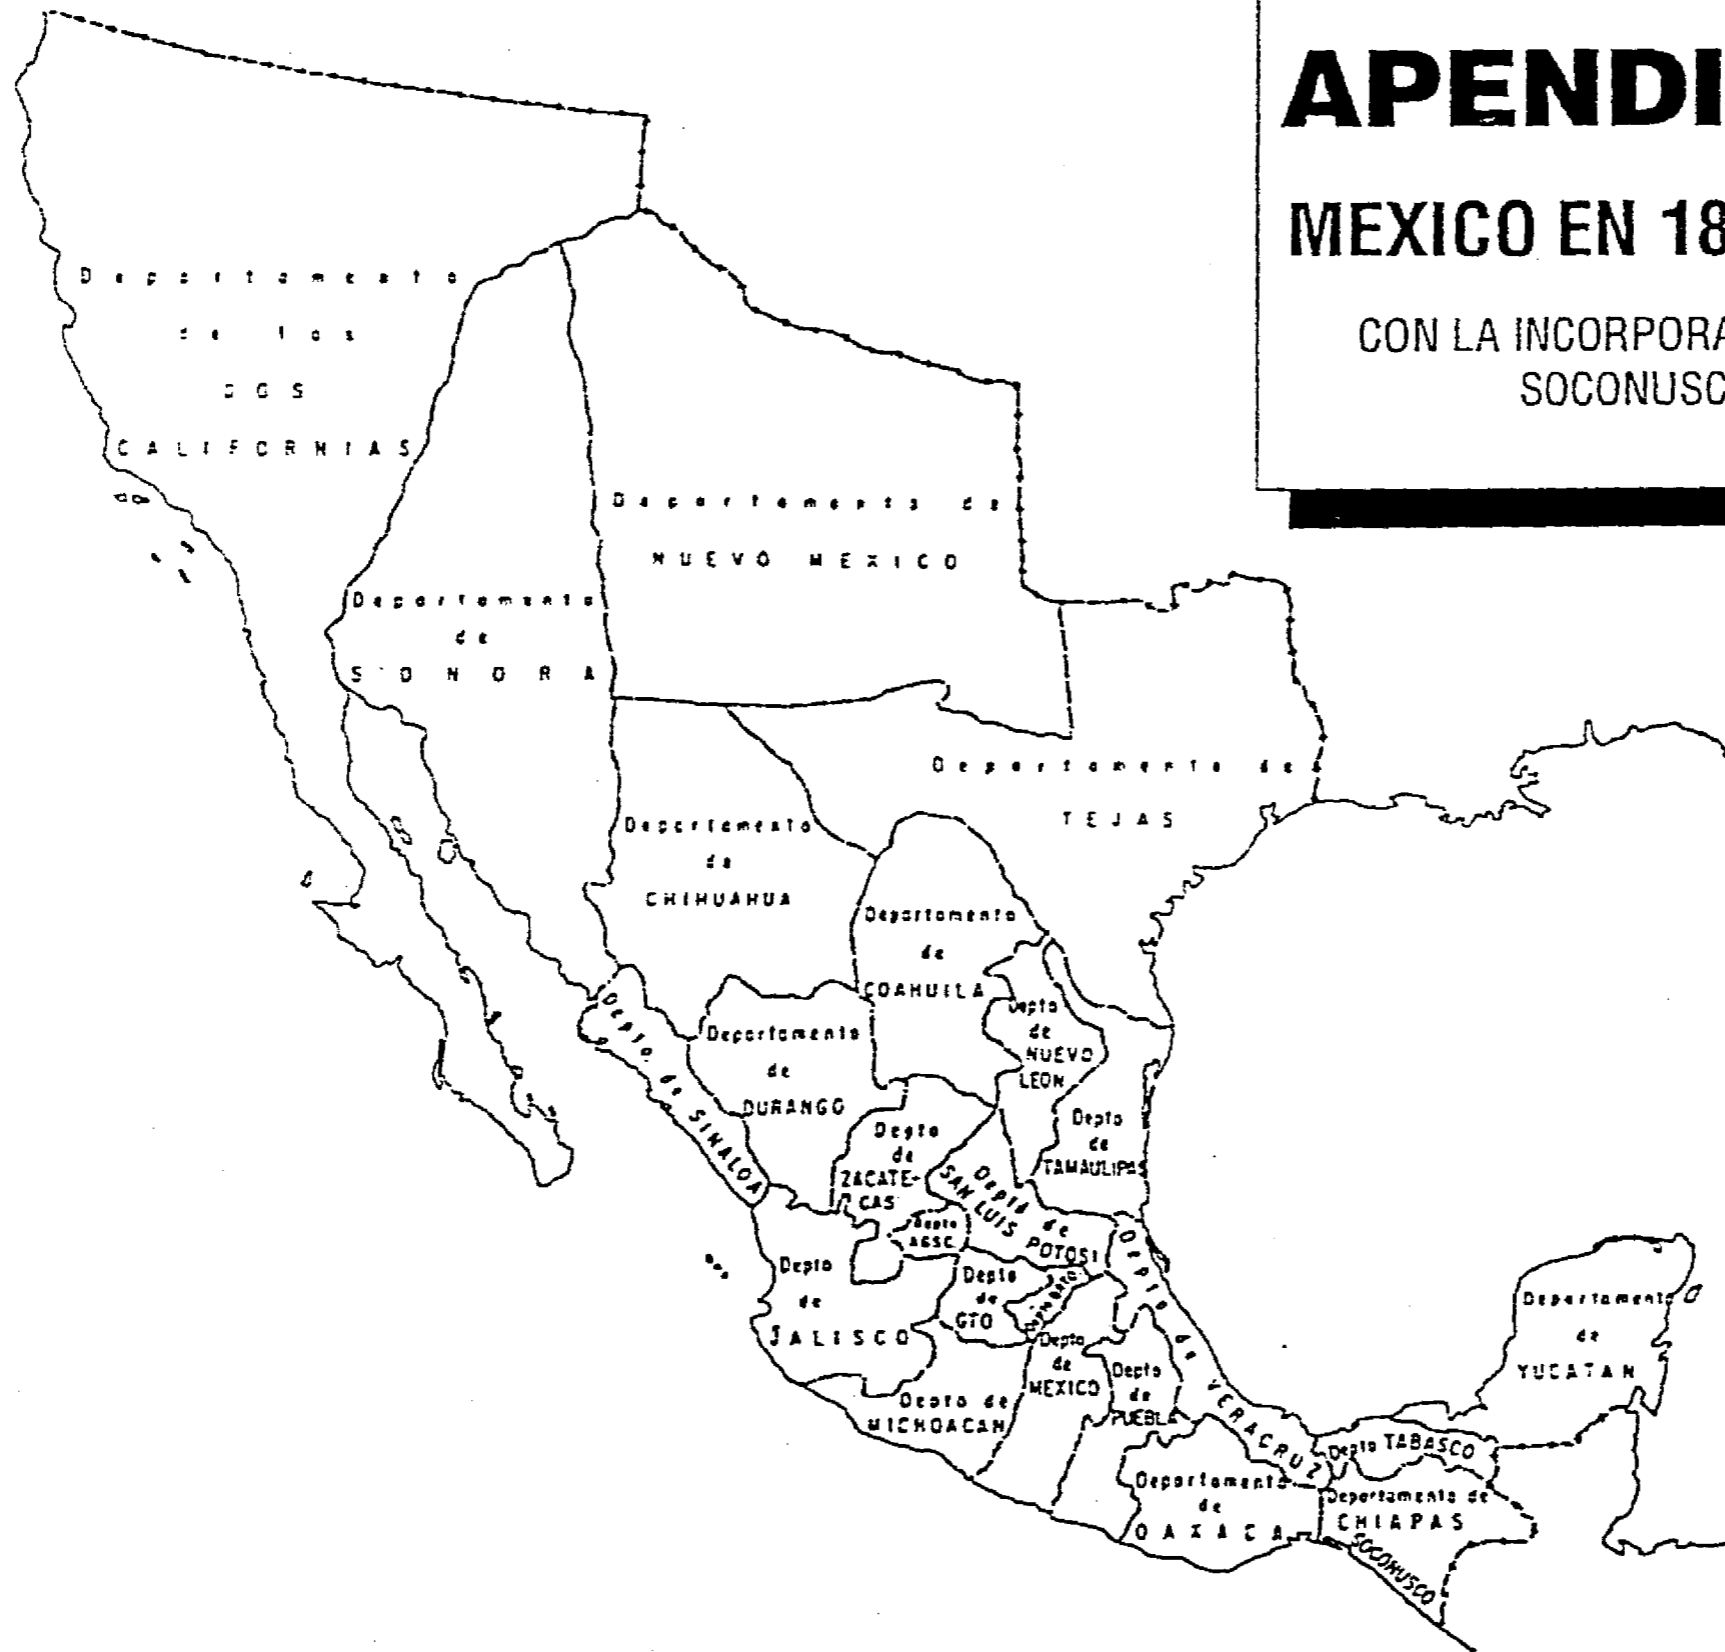 APENDI
MEXICO EN 18
CON LA INCORPORA
SOCONUSC
Departamento
de las
DOS
CALIFORNIAS
Departamento de
NUEVO MEXICO
Departamento
de
SONORA
Departamento de
TEJAS
Departamento
de
CHIHUAHUA
Departamento
de
COAHUILA
Depto
de
NUEVO
LEON
Depto. de SINALOA
Departamento
de
DURANGO
Depto
de
ZACATE-
CAS
Depto
de
TAMAULIPAS
Depto de
SAN LUIS POTOSI
Depto
AGSC.
Depto
de
JALISCO
Depto
de
GTO
Depto
de
MEXICO
Depto
de
PUEBLA
Depto de VERACRUZ
Depto de
MICHOACAN
Departamento
de
YUCATAN
Depto TABASCO
Departamento
de
OAXACA
Departamento de
CHIAPAS
SOCONUSCO